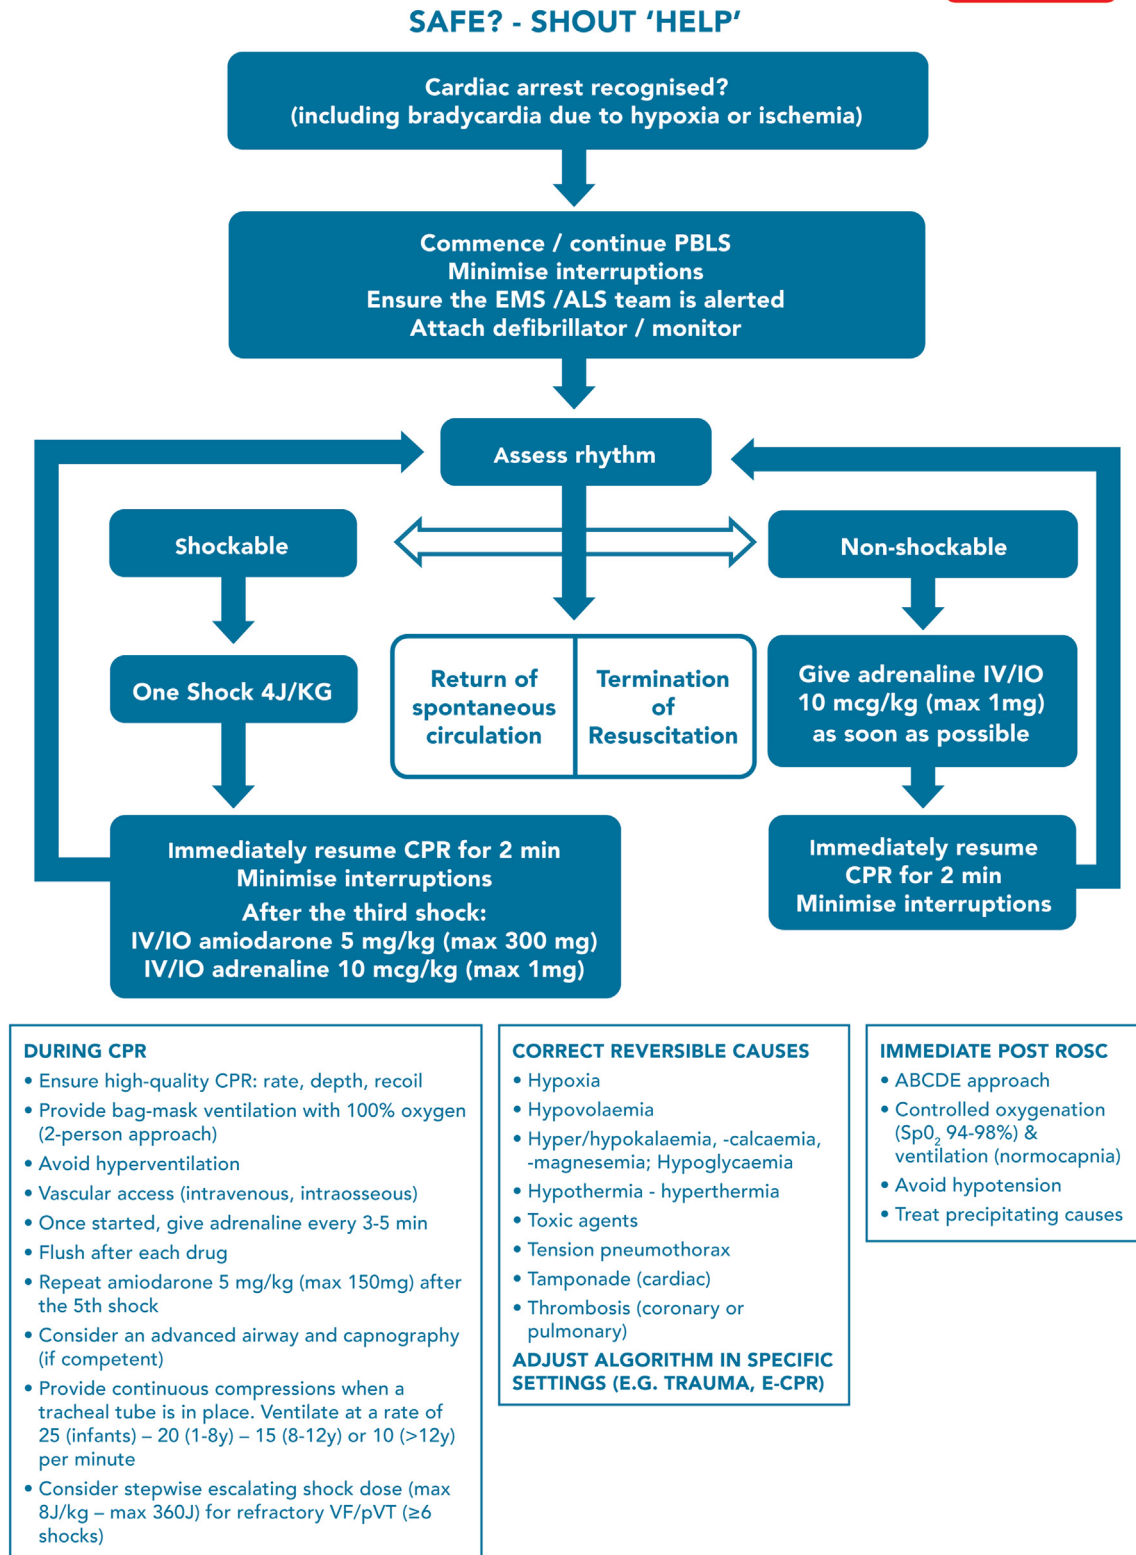 SAFE? - SHOUT ‘HELP’
Cardiac arrest recognised?
(including bradycardia due to hypoxia or ischemia)
Commence / continue PBLS
Minimise interruptions
Ensure the EMS /ALS team is alerted
Attach defibrillator / monitor
Assess rhythm
Shockable
Non-shockable
One Shock 4J/KG
Return of
spontaneous
circulation
Termination
of
Resuscitation
Give adrenaline IV/IO
10 mcg/kg (max 1mg)
as soon as possible
Immediately resume CPR for 2 min
Minimise interruptions
After the third shock:
IV/IO amiodarone 5 mg/kg (max 300 mg)
IV/IO adrenaline 10 mcg/kg (max 1mg)
Immediately resume
CPR for 2 min
Minimise interruptions
DURING CPR
• Ensure high-quality CPR: rate, depth, recoil
• Provide bag-mask ventilation with 100% oxygen
(2-person approach)
• Avoid hyperventilation
• Vascular access (intravenous, intraosseous)
• Once started, give adrenaline every 3-5 min
• Flush after each drug
• Repeat amiodarone 5 mg/kg (max 150mg) after
the 5th shock
• Consider an advanced airway and capnography
(if competent)
• Provide continuous compressions when a
tracheal tube is in place. Ventilate at a rate of
25 (infants) – 20 (1-8y) – 15 (8-12y) or 10 (>12y)
per minute
• Consider stepwise escalating shock dose (max
8J/kg – max 360J) for refractory VF/pVT (≥6
shocks)
CORRECT REVERSIBLE CAUSES
• Hypoxia
• Hypovolaemia
• Hyper/hypokalaemia, -calcaemia,
-magnesemia; Hypoglycaemia
• Hypothermia - hyperthermia
• Toxic agents
• Tension pneumothorax
• Tamponade (cardiac)
• Thrombosis (coronary or
pulmonary)
ADJUST ALGORITHM IN SPECIFIC
SETTINGS (E.G. TRAUMA, E-CPR)
IMMEDIATE POST ROSC
• ABCDE approach
• Controlled oxygenation
(Sp0₂ 94-98%) &
ventilation (normocapnia)
• Avoid hypotension
• Treat precipitating causes